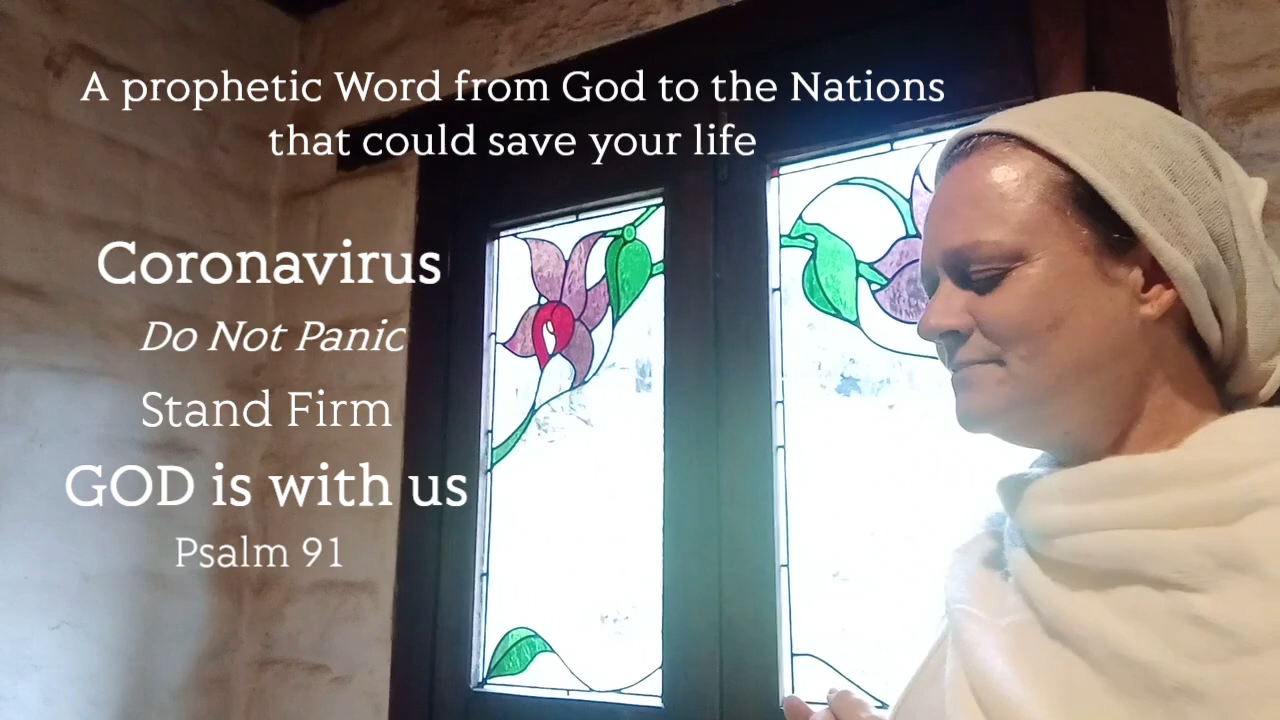 A prophetic Word from God to the Nations
that could save your life
Coronavirus
Do Not Panic
Stand Firm
GOD is with us
Psalm 91